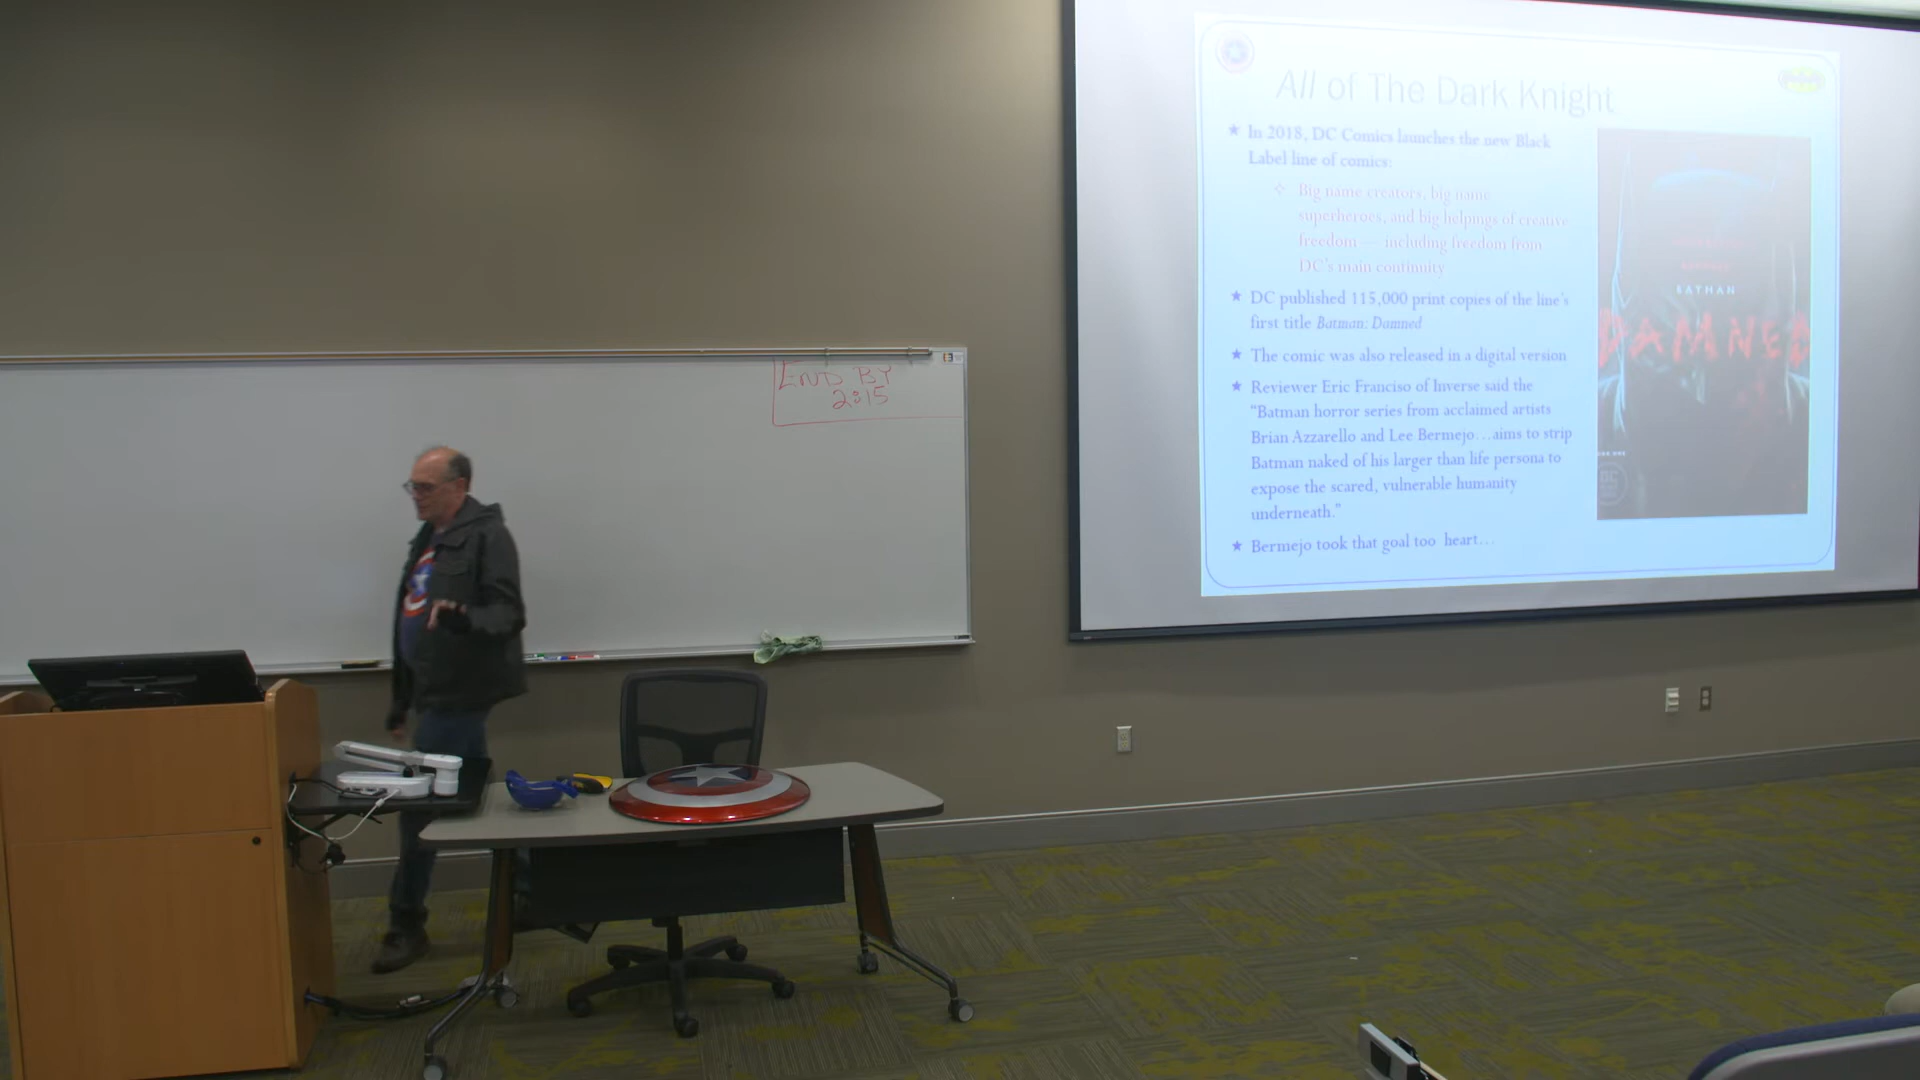 END BY
2:15
All of The Dark Knight
★ In 2018, DC Comics launches the new Black
Label line of comics:
✧ Big name creators, big name
superheroes, and big helpings of creative
freedom — including freedom from
DC's main continuity
★ DC published 115,000 print copies of the line's
first title Batman: Damned
★ The comic was also released in a digital version
★ Reviewer Eric Franciso of Inverse said the
"Batman horror series from acclaimed artists
Brian Azzarello and Lee Bermejo…aims to strip
Batman naked of his larger than life persona to
expose the scared, vulnerable humanity
underneath."
★ Bermejo took that goal too heart…
BATMAN
DAMNED
DC